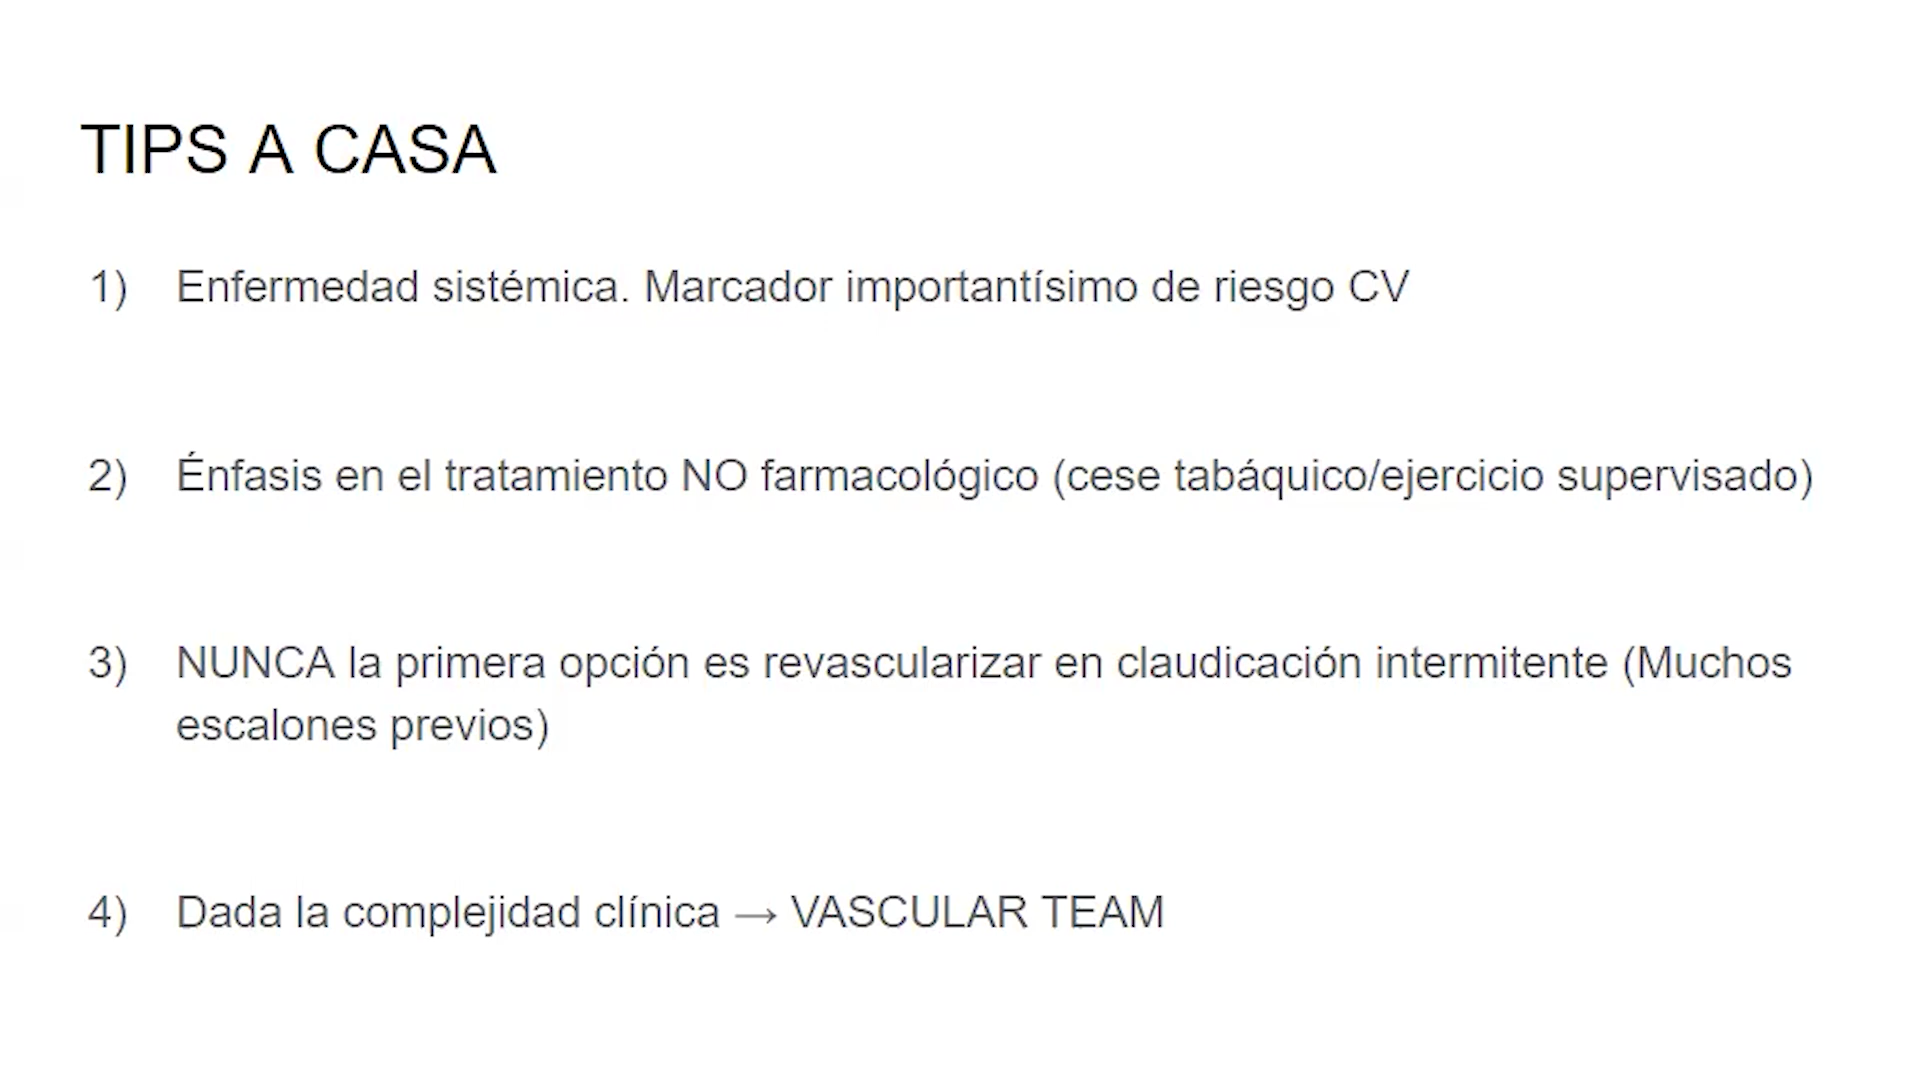 TIPS A CASA
1) Enfermedad sistémica. Marcador importantísimo de riesgo CV
2) Énfasis en el tratamiento NO farmacológico (cese tabáquico/ejercicio supervisado)
3) NUNCA la primera opción es revascularizar en claudicación intermitente (Muchos
escalones previos)
4) Dada la complejidad clínica → VASCULAR TEAM